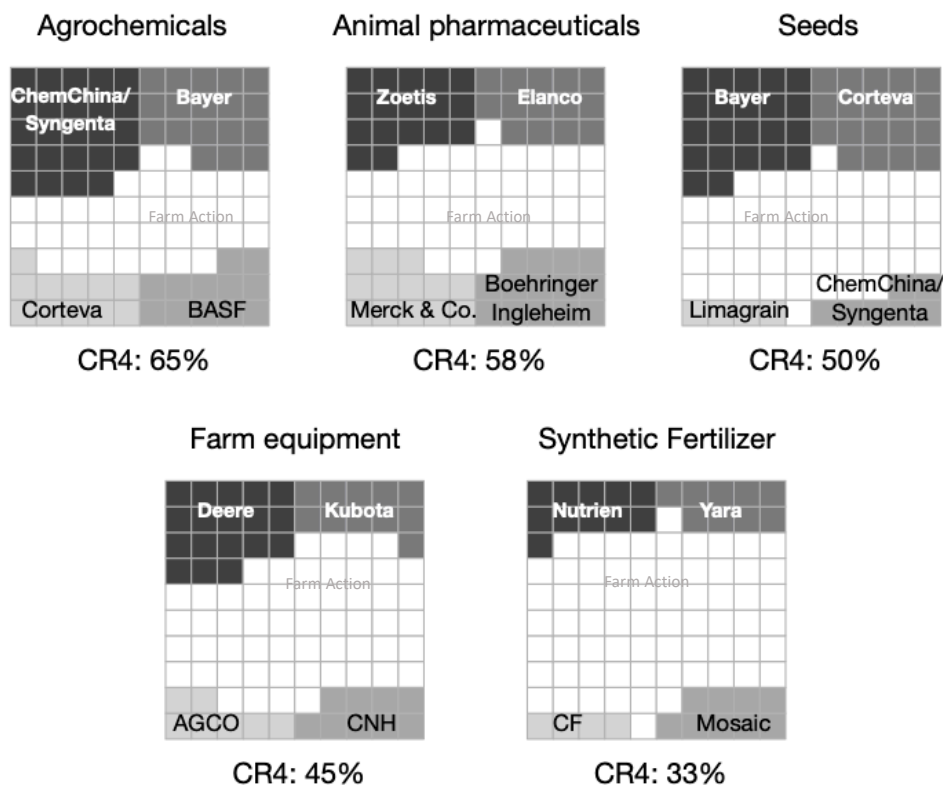 Agrochemicals
Animal pharmaceuticals
Seeds
ChemChina/
Syngenta
Bayer
Farm Action
Corteva
BASF
Zoetis
Elanco
Farm Action
Merck & Co.
Boehringer
Ingleheim
Bayer
Corteva
Farm Action
Limagrain
ChemChina/
Syngenta
CR4: 65%
CR4: 58%
CR4: 50%
Farm equipment
Synthetic Fertilizer
Deere
Kubota
Farm Action
AGCO
CNH
Nutrien
Yara
Farm Action
CF
Mosaic
CR4: 45%
CR4: 33%